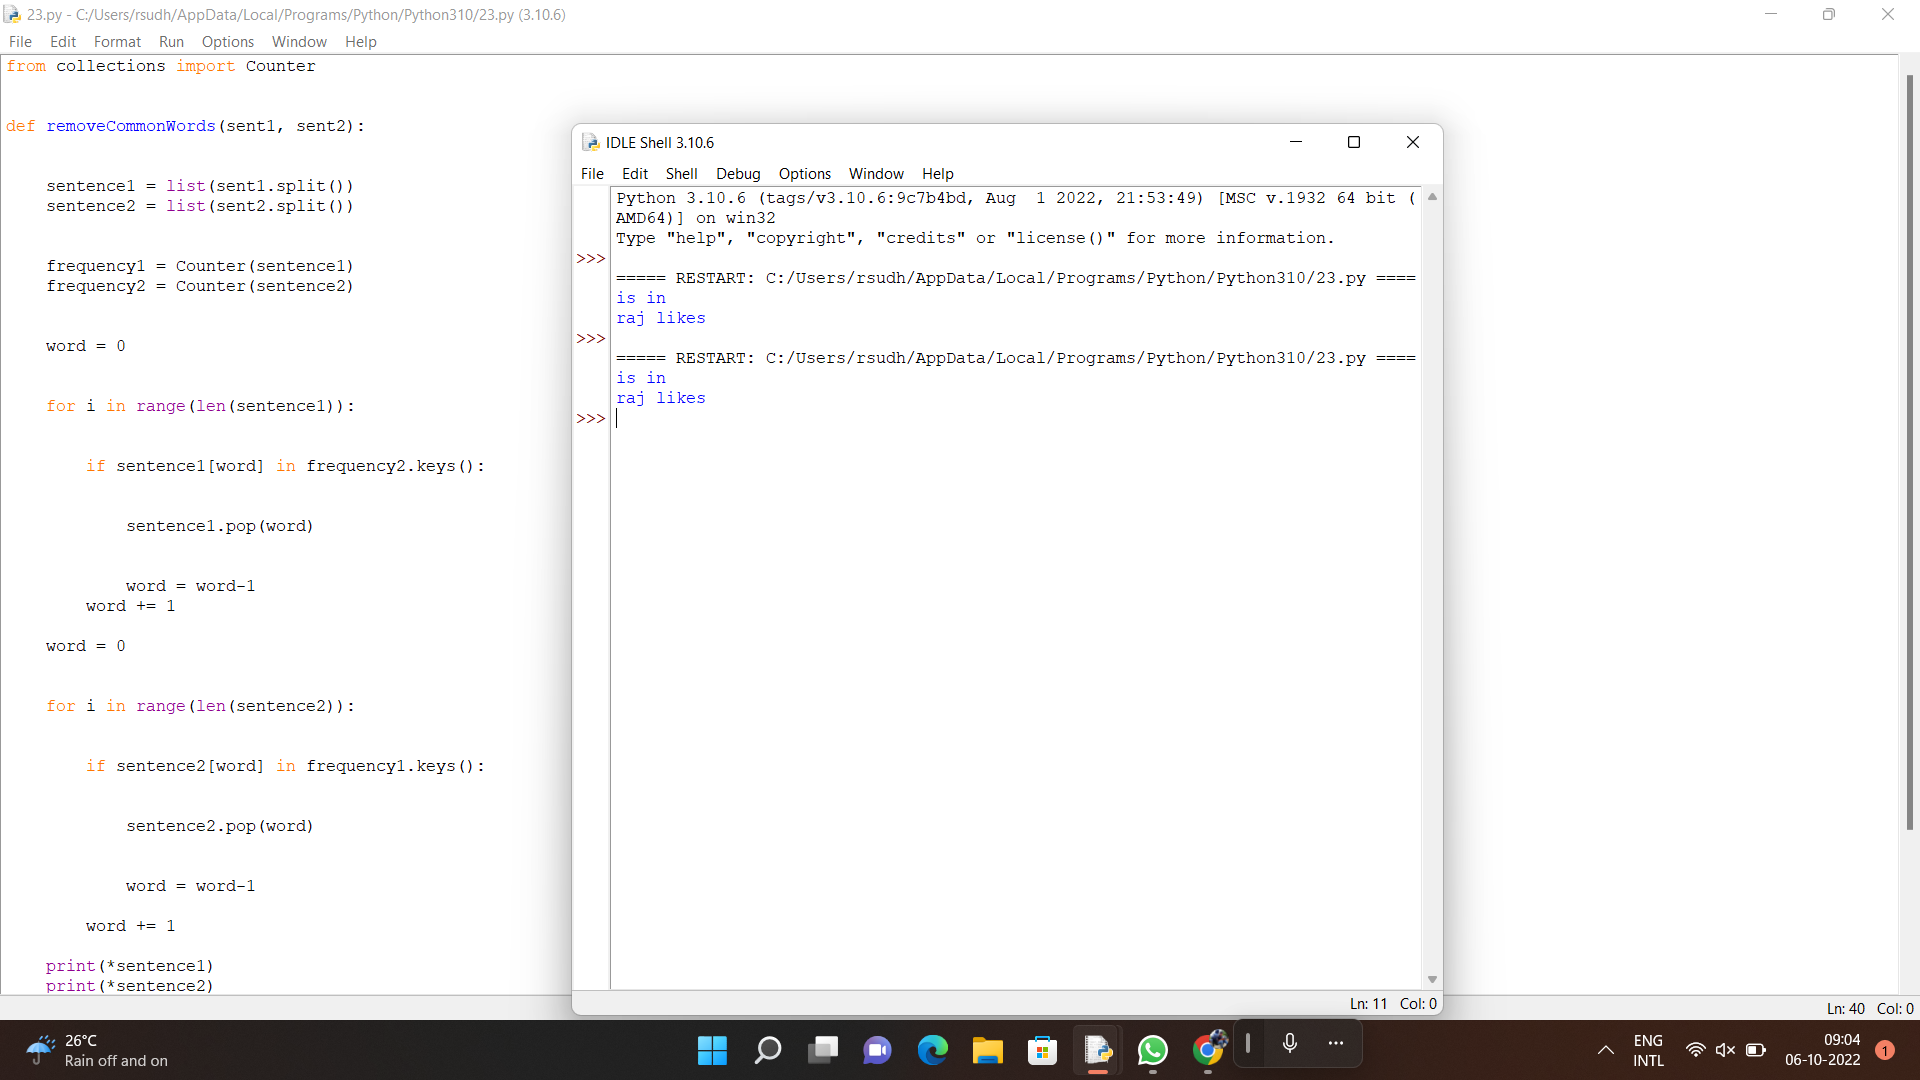 23.py - C:/Users/rsudh/AppData/Local/Programs/Python/Python310/23.py (3.10.6)
File Edit Format Run Options Window Help
from collections import Counter
def removeCommonWords(sent1, sent2):
sentence1 = list(sent1.split())
sentence2 = list(sent2.split())
frequency1 = Counter(sentence1)
frequency2 = Counter(sentence2)
word = 0
for i in range(len(sentence1)):
if sentence1[word] in frequency2.keys():
sentence1.pop(word)
word = word-1
word += 1
word = 0
for i in range(len(sentence2)):
if sentence2[word] in frequency1.keys():
sentence2.pop(word)
word = word-1
word += 1
print(*sentence1)
print(*sentence2)
IDLE Shell 3.10.6
File Edit Shell Debug Options Window Help
Python 3.10.6 (tags/v3.10.6:9c7b4bd, Aug  1 2022, 21:53:49) [MSC v.1932 64 bit (
AMD64)] on win32
Type "help", "copyright", "credits" or "license()" for more information.
>>>
===== RESTART: C:/Users/rsudh/AppData/Local/Programs/Python/Python310/23.py ====
is in
raj likes
>>>
===== RESTART: C:/Users/rsudh/AppData/Local/Programs/Python/Python310/23.py ====
is in
raj likes
>>>
Ln: 11 Col: 0
Ln: 40 Col: 0
26°C
Rain off and on
ENG
INTL
09:04
06-10-2022
1